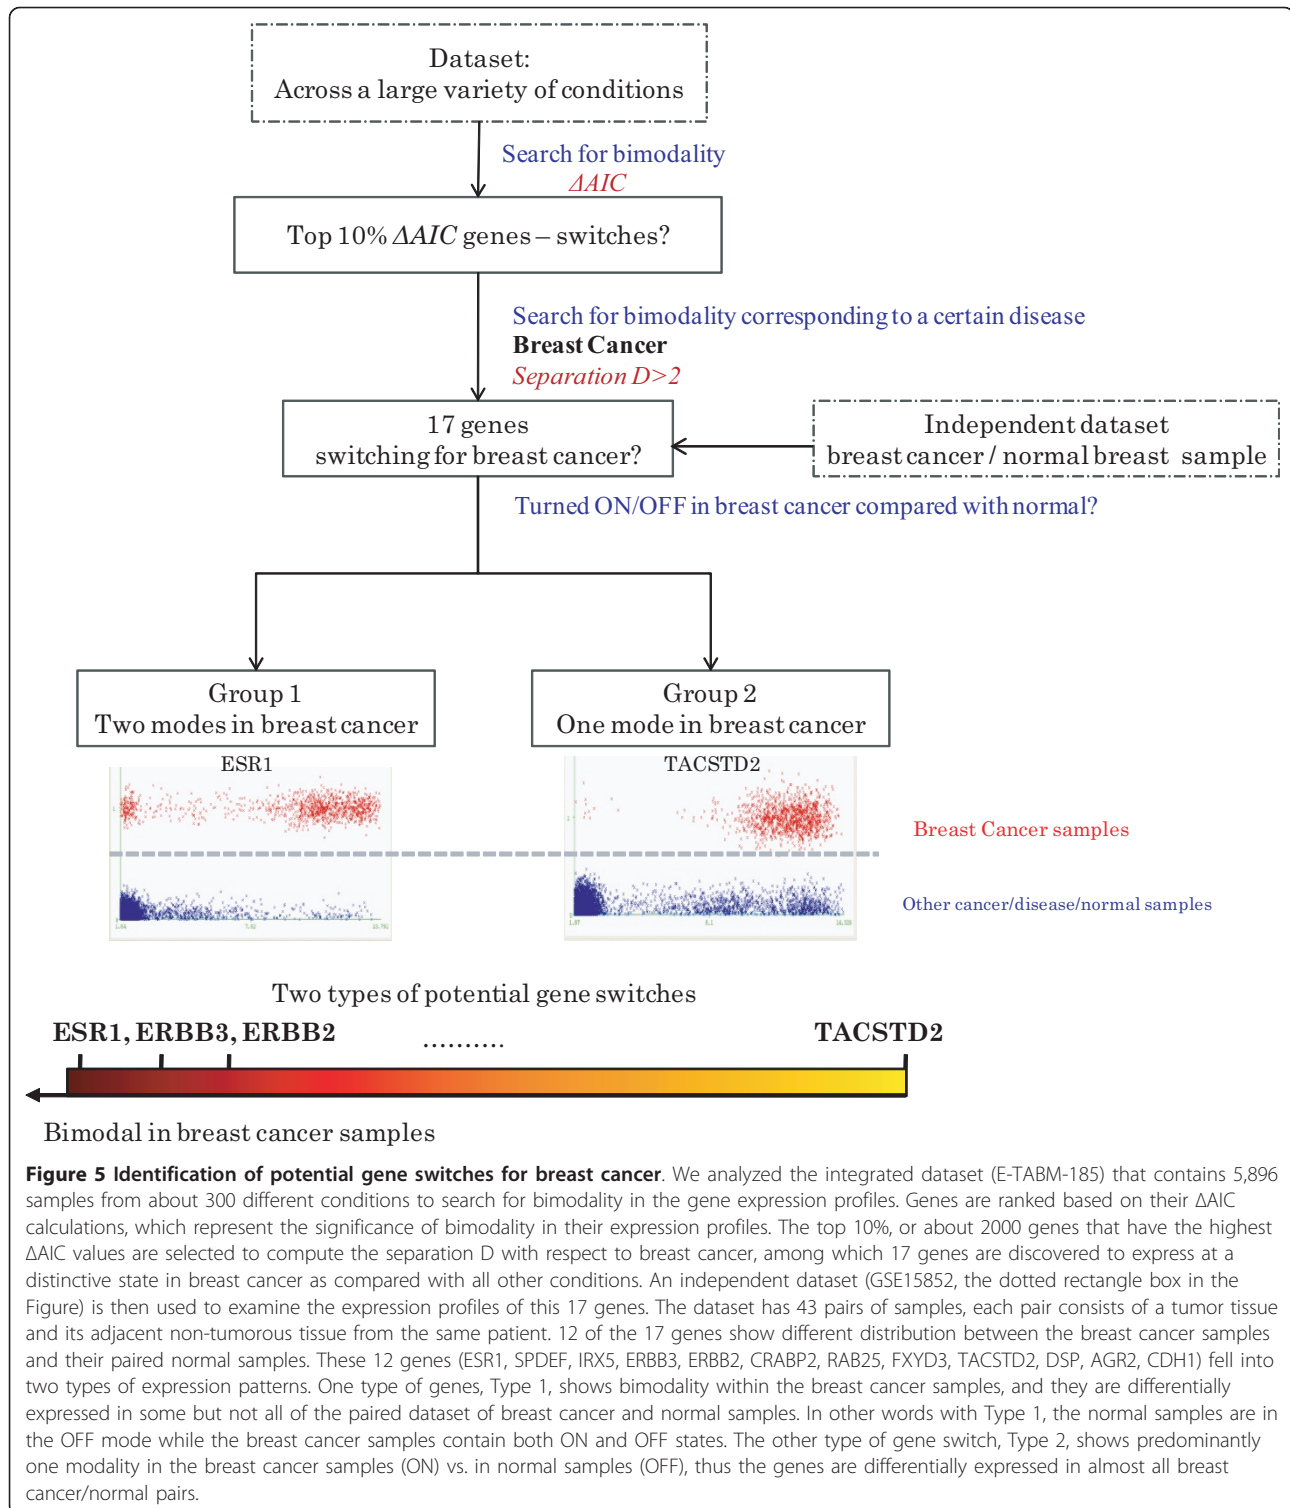 Dataset:
Across a large variety of conditions
Search for bimodality
ΔAIC
Top 10% ΔAIC genes – switches?
Search for bimodality corresponding to a certain disease
Breast Cancer
Separation D>2
17 genes
switching for breast cancer?
Independent dataset
breast cancer / normal breast sample
Turned ON/OFF in breast cancer compared with normal?
Group 1
Two modes in breast cancer
Group 2
One mode in breast cancer
ESR1
TACSTD2
Breast Cancer samples
Other cancer/disease/normal samples
Two types of potential gene switches
ESR1, ERBB3, ERBB2
..........
TACSTD2
Bimodal in breast cancer samples
Figure 5 Identification of potential gene switches for breast cancer. We analyzed the integrated dataset (E-TABM-185) that contains 5,896
samples from about 300 different conditions to search for bimodality in the gene expression profiles. Genes are ranked based on their ΔAIC
calculations, which represent the significance of bimodality in their expression profiles. The top 10%, or about 2000 genes that have the highest
ΔAIC values are selected to compute the separation D with respect to breast cancer, among which 17 genes are discovered to express at a
distinctive state in breast cancer as compared with all other conditions. An independent dataset (GSE15852, the dotted rectangle box in the
Figure) is then used to examine the expression profiles of this 17 genes. The dataset has 43 pairs of samples, each pair consists of a tumor tissue
and its adjacent non-tumorous tissue from the same patient. 12 of the 17 genes show different distribution between the breast cancer samples
and their paired normal samples. These 12 genes (ESR1, SPDEF, IRX5, ERBB3, ERBB2, CRABP2, RAB25, FXYD3, TACSTD2, DSP, AGR2, CDH1) fell into
two types of expression patterns. One type of genes, Type 1, shows bimodality within the breast cancer samples, and they are differentially
expressed in some but not all of the paired dataset of breast cancer and normal samples. In other words with Type 1, the normal samples are in
the OFF mode while the breast cancer samples contain both ON and OFF states. The other type of gene switch, Type 2, shows predominantly
one modality in the breast cancer samples (ON) vs. in normal samples (OFF), thus the genes are differentially expressed in almost all breast
cancer/normal pairs.